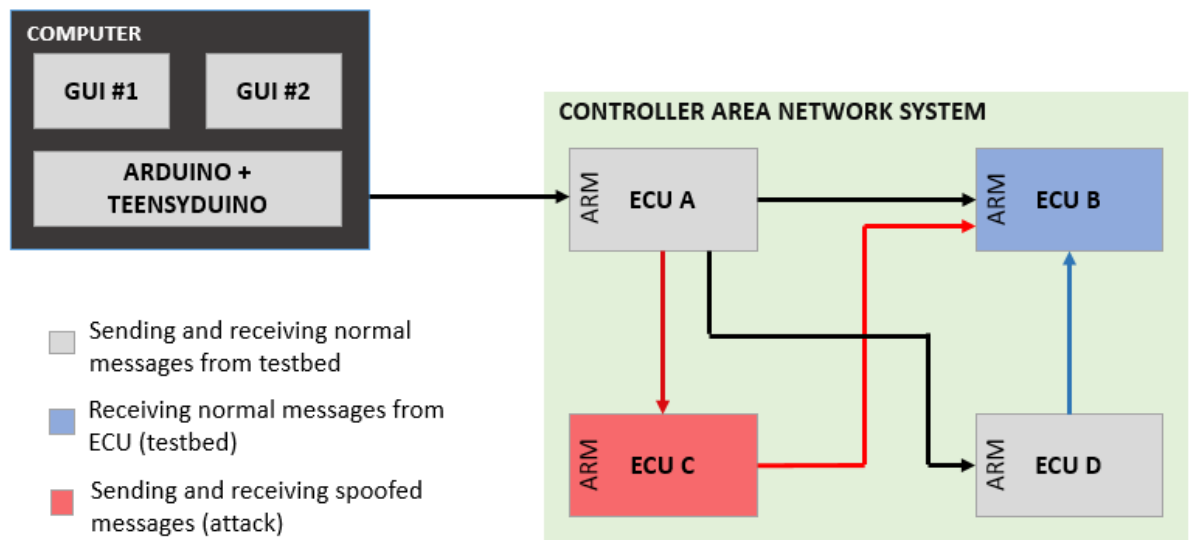 COMPUTER
GUI #1
GUI #2
ARDUINO +
TEENSYDUINO
CONTROLLER AREA NETWORK SYSTEM
ARM
ECU A
ARM
ECU B
ARM
ECU C
ARM
ECU D
Sending and receiving normal
messages from testbed
Receiving normal messages from
ECU (testbed)
Sending and receiving spoofed
messages (attack)